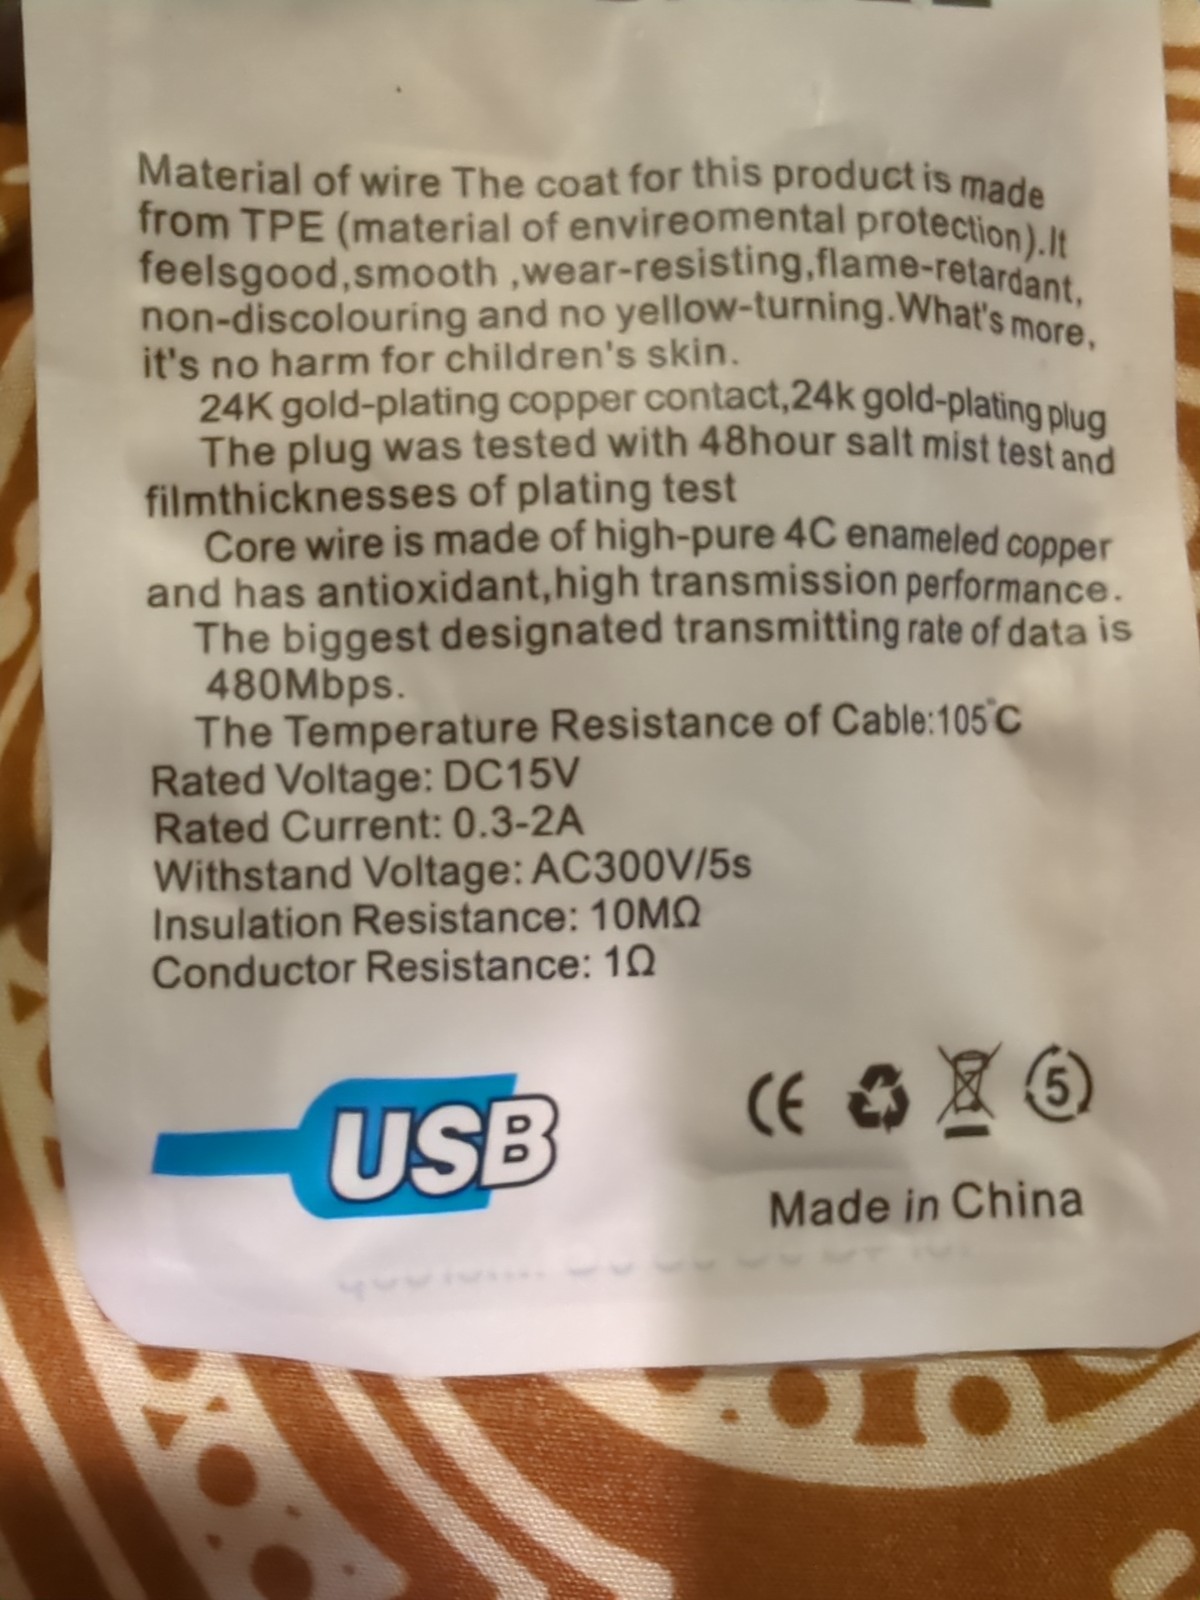 Material of wire The coat for this product is made
from TPE (material of envireomental protection).It
feelsgood,smooth ,wear-resisting,flame-retardant,
non-discolouring and no yellow-turning.What's more,
it's no harm for children's skin.
24K gold-plating copper contact,24k gold-plating plug
The plug was tested with 48hour salt mist test and
filmthicknesses of plating test
Core wire is made of high-pure 4C enameled copper
and has antioxidant,high transmission performance.
The biggest designated transmitting rate of data is
480Mbps.
The Temperature Resistance of Cable:105°C
Rated Voltage: DC15V
Rated Current: 0.3-2A
Withstand Voltage: AC300V/5s
Insulation Resistance: 10MΩ
Conductor Resistance: 1Ω
USB
CE 5
Made in China